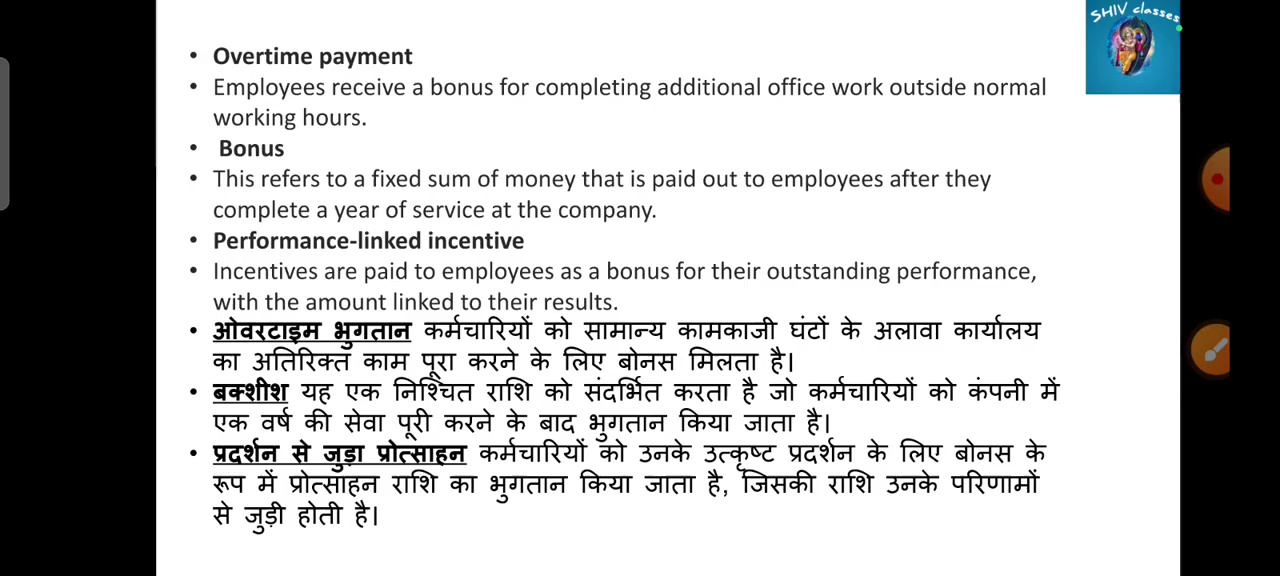 SHIV classes
• Overtime payment
• Employees receive a bonus for completing additional office work outside normal
working hours.
• Bonus
• This refers to a fixed sum of money that is paid out to employees after they
complete a year of service at the company.
• Performance-linked incentive
• Incentives are paid to employees as a bonus for their outstanding performance,
with the amount linked to their results.
• ओवरटाइम भुगतान कर्मचारियों को सामान्य कामकाजी घंटों के अलावा कार्यालय
का अतिरिक्त काम पूरा करने के लिए बोनस मिलता है।
• बक्शीश यह एक निश्चित राशि को संदर्भित करता है जो कर्मचारियों को कंपनी में
एक वर्ष की सेवा पूरी करने के बाद भुगतान किया जाता है।
• प्रदर्शन से जुड़ा प्रोत्साहन कर्मचारियों को उनके उत्कृष्ट प्रदर्शन के लिए बोनस के
रूप में प्रोत्साहन राशि का भुगतान किया जाता है, जिसकी राशि उनके परिणामों
से जुड़ी होती है।